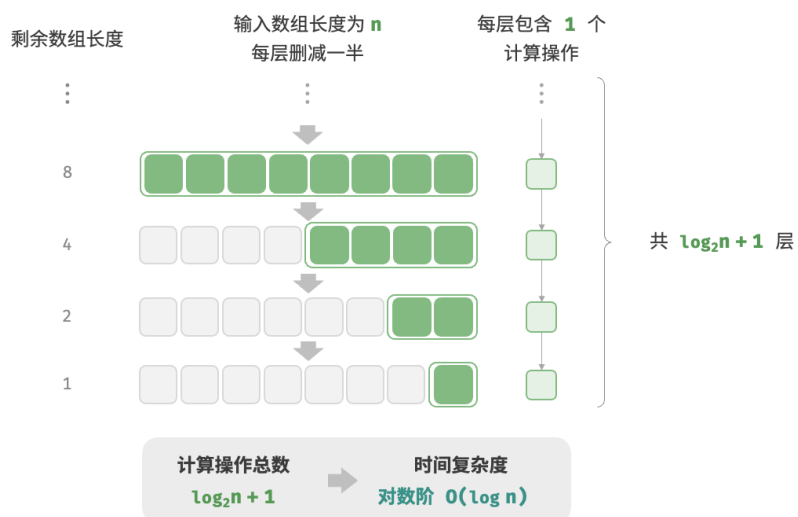 剩余数组长度
输入数组长度为 n
每层删减一半
每层包含 1 个
计算操作
8
4
2
1
共 log₂n + 1 层
计算操作总数
log₂n + 1
时间复杂度
对数阶 O(log n)